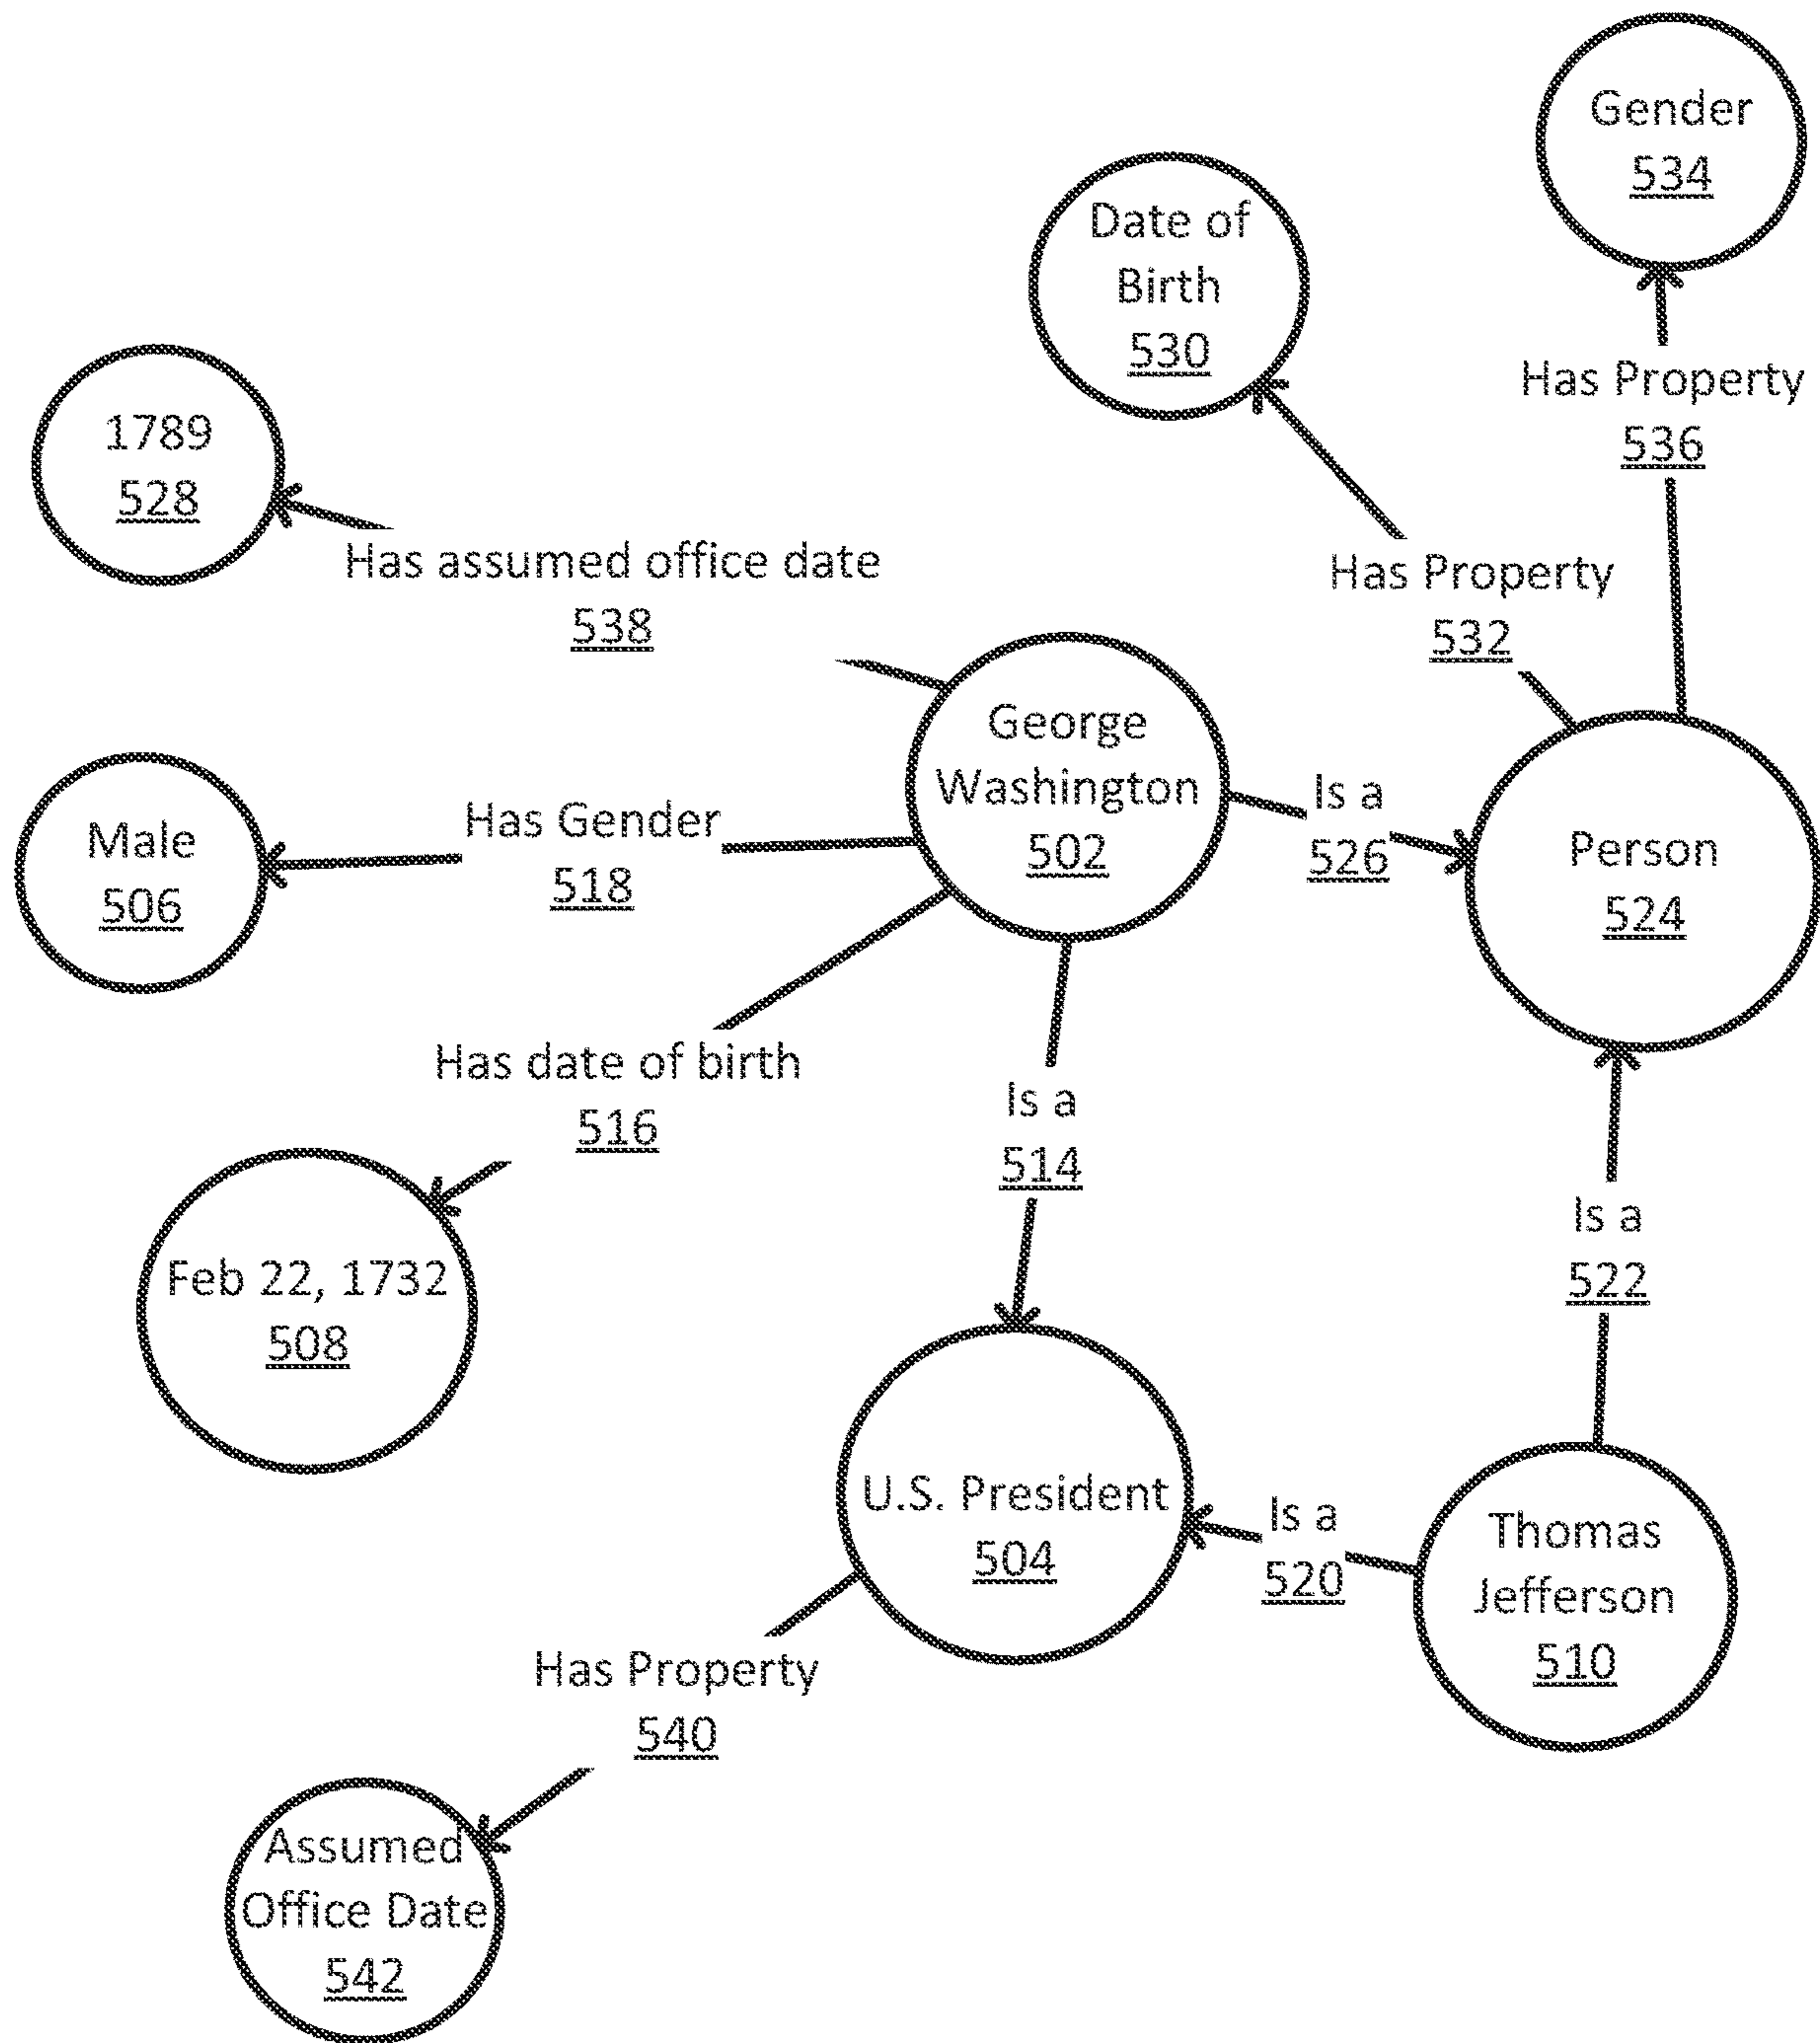 Gender
534
Date of
Birth
530
Has Property
536
1789
528
Has assumed office date
538
Has Property
532
George
Washington
502
Is a
526
Person
524
Male
506
Has Gender
518
Has date of birth
516
Is a
514
Feb 22, 1732
508
Is a
522
U.S. President
504
Is a
520
Thomas
Jefferson
510
Has Property
540
Assumed
Office Date
542